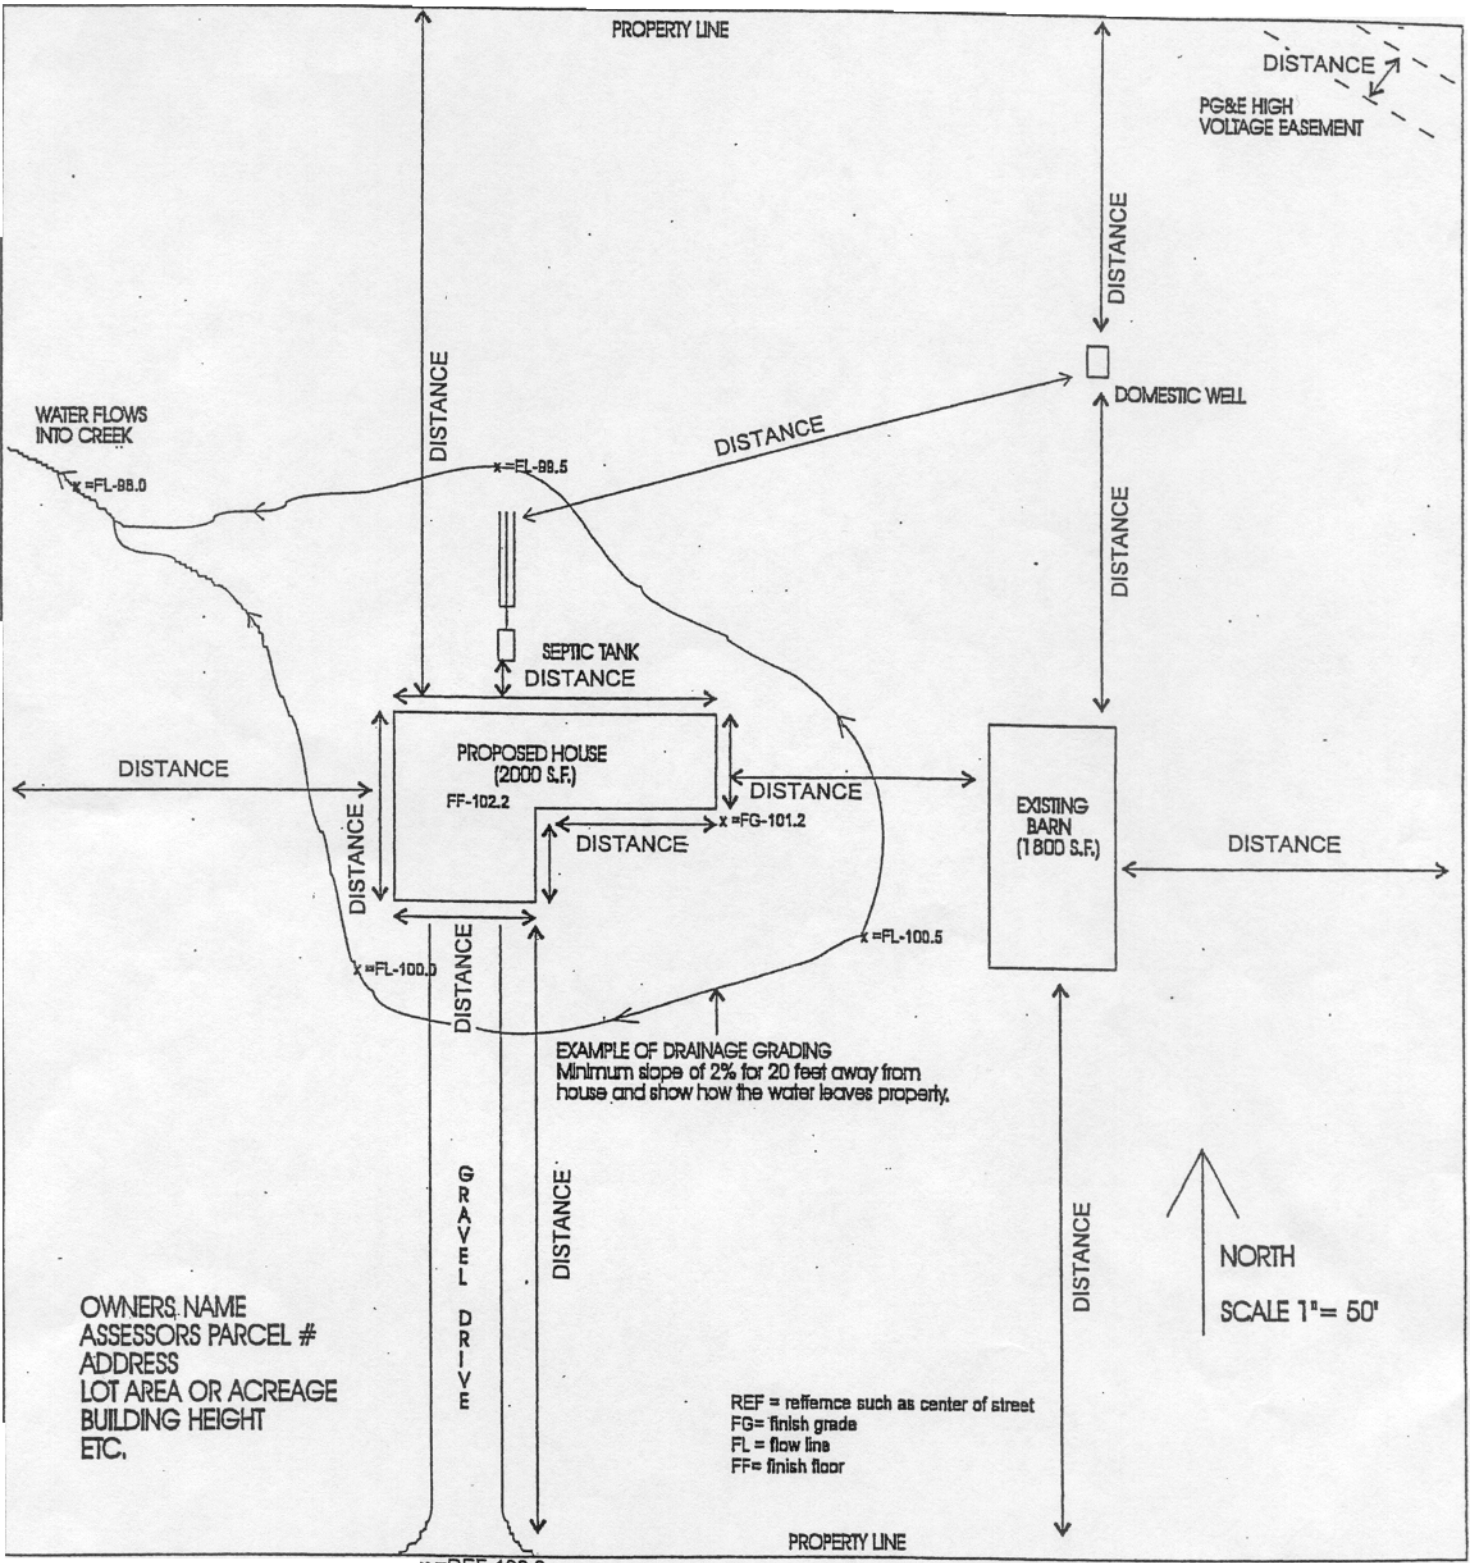 PROPERTY LINE
DISTANCE
PG&E HIGH
VOLTAGE EASEMENT
DISTANCE
DOMESTIC WELL
DISTANCE
DISTANCE
DISTANCE
WATER FLOWS
INTO CREEK
x=FL-98.0
x=FL-99.5
SEPTIC TANK
DISTANCE
DISTANCE
PROPOSED HOUSE
(2000 S.F.)
FF-102.2
DISTANCE
DISTANCE
x=FG-101.2
DISTANCE
EXISTING
BARN
(1800 S.F.)
DISTANCE
x=FL-100.5
x=FL-100.0
DISTANCE
EXAMPLE OF DRAINAGE GRADING
Minimum slope of 2% for 20 feet away from
house and show how the water leaves property.
GRAVEL DRIVE
DISTANCE
DISTANCE
NORTH
SCALE 1"= 50'
OWNERS NAME
ASSESSORS PARCEL #
ADDRESS
LOT AREA OR ACREAGE
BUILDING HEIGHT
ETC.
REF = reffernce such as center of street
FG= finish grade
FL = flow line
FF= finish floor
PROPERTY LINE